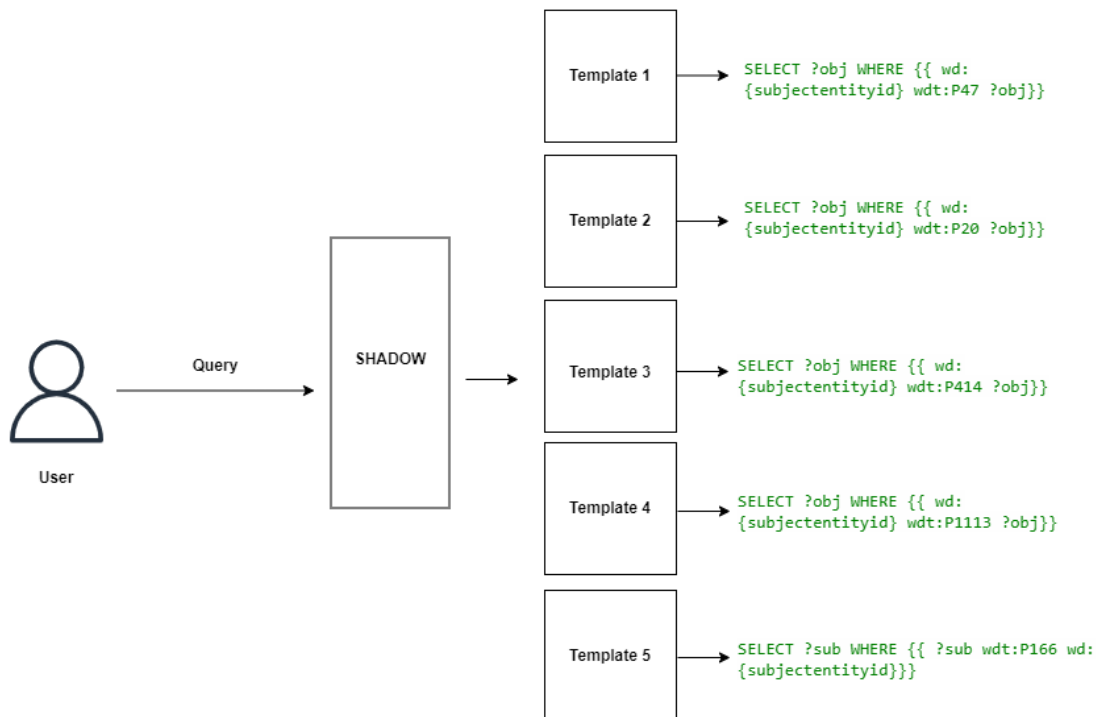 Template 1
SELECT ?obj WHERE {{ wd:
{subjectentityid} wdt:P47 ?obj}}
Template 2
SELECT ?obj WHERE {{ wd:
{subjectentityid} wdt:P20 ?obj}}
Query
SHADOW
User
Template 3
SELECT ?obj WHERE {{ wd:
{subjectentityid} wdt:P414 ?obj}}
Template 4
SELECT ?obj WHERE {{ wd:
{subjectentityid} wdt:P1113 ?obj}}
Template 5
SELECT ?sub WHERE {{ ?sub wdt:P166 wd:
{subjectentityid}}}